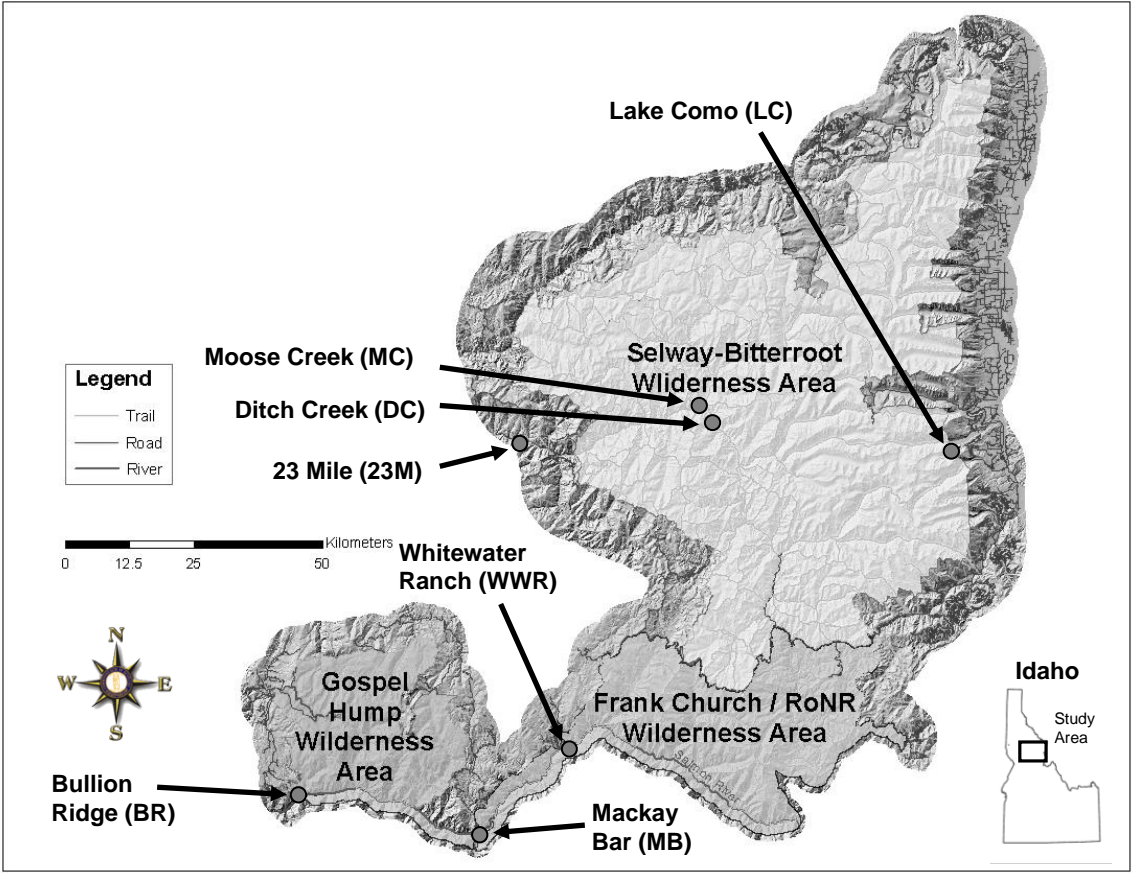 Lake Como (LC)
Selway-Bitterroot
Wliderness Area
Moose Creek (MC)
Ditch Creek (DC)
23 Mile (23M)
Legend
Trail
Road
River
Kilometers
0 12.5 25 50
Whitewater
Ranch (WWR)
N
W E
S
Gospel
Hump
Wilderness
Area
Frank Church / RoNR
Wilderness Area
Salmon River
Bullion
Ridge (BR)
Mackay
Bar (MB)
Idaho
Study
Area